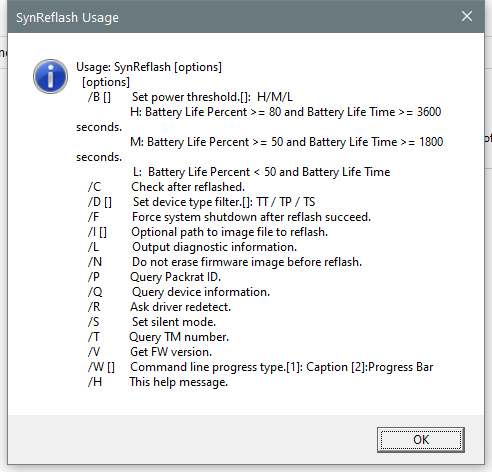 SynReflash Usage
Usage: SynReflash [options]
[options]
/B [] Set power threshold.[]: H/M/L
H: Battery Life Percent >= 80 and Battery Life Time >= 3600
seconds.
M: Battery Life Percent >= 50 and Battery Life Time >= 1800
seconds.
L: Battery Life Percent < 50 and Battery Life Time
/C Check after reflashed.
/D [] Set device type filter.[]: TT / TP / TS
/F Force system shutdown after reflash succeed.
/I [] Optional path to image file to reflash.
/L Output diagnostic information.
/N Do not erase firmware image before reflash.
/P Query Packrat ID.
/Q Query device information.
/R Ask driver redetect.
/S Set silent mode.
/T Query TM number.
/V Get FW version.
/W [] Command line progress type.[1]: Caption [2]:Progress Bar
/H This help message.
OK